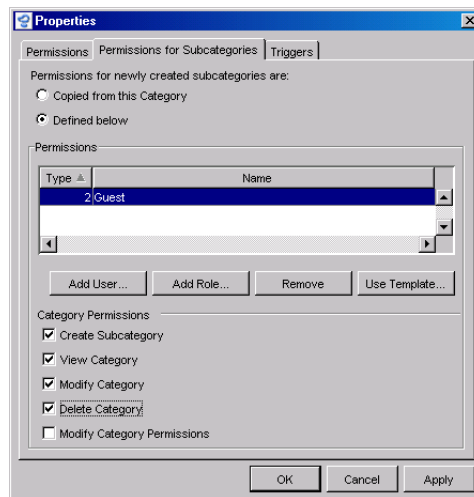 Properties
Permissions Permissions for Subcategories Triggers
Permissions for newly created subcategories are:
Copied from this Category
Defined below
Permissions
Type Name
2 Guest
Add User... Add Role... Remove Use Template...
Category Permissions
Create Subcategory
View Category
Modify Category
Delete Category
Modify Category Permissions
OK Cancel Apply